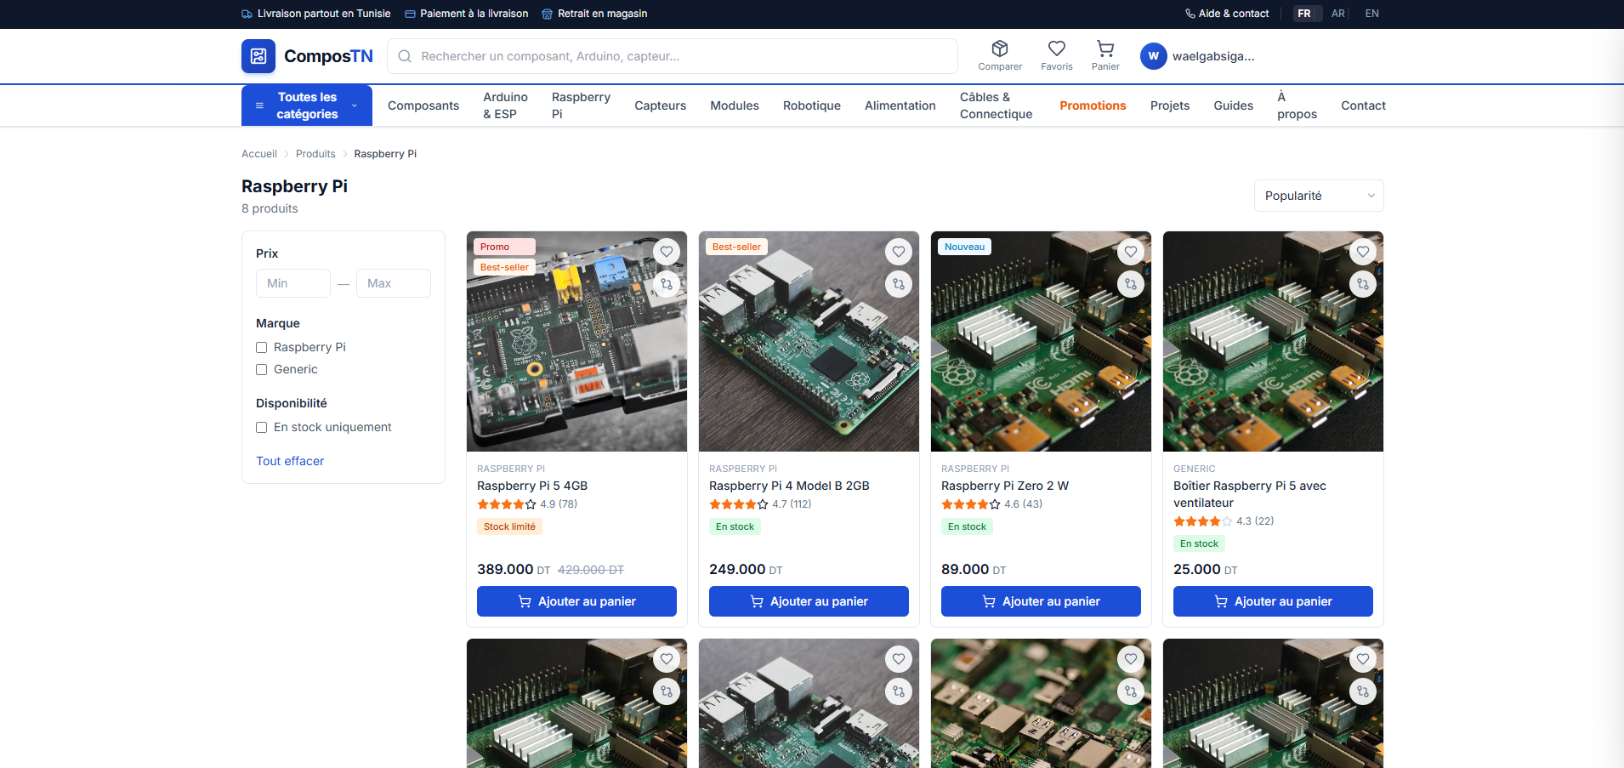 Livraison partout en Tunisie
Paiement à la livraison
Retrait en magasin
Aide & contact
FR
AR
EN
ComposTN
Rechercher un composant, Arduino, capteur...
Comparer
Favoris
Panier
W
waelgabsiga...
Toutes les
catégories
Composants
Arduino
& ESP
Raspberry
Pi
Capteurs
Modules
Robotique
Alimentation
Câbles &
Connectique
Promotions
Projets
Guides
À
propos
Contact
Accueil
Produits
Raspberry Pi
Raspberry Pi
8 produits
Popularité
Prix
Min
—
Max
Marque
Raspberry Pi
Generic
Disponibilité
En stock uniquement
Tout effacer
Promo
Best-seller
RASPBERRY PI
Raspberry Pi 5 4GB
4.9 (78)
Stock limité
389.000 DT 429.000 DT
Ajouter au panier
Best-seller
RASPBERRY PI
Raspberry Pi 4 Model B 2GB
4.7 (112)
En stock
249.000 DT
Ajouter au panier
Nouveau
HDMI
RASPBERRY PI
Raspberry Pi Zero 2 W
4.6 (43)
En stock
89.000 DT
Ajouter au panier
HDMI
GENERIC
Boîtier Raspberry Pi 5 avec
ventilateur
4.3 (22)
En stock
25.000 DT
Ajouter au panier